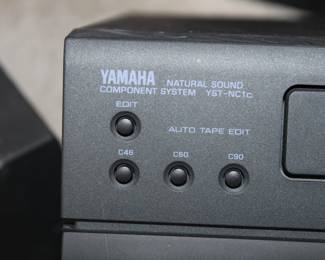 YAMAHA NATURAL SOUND
COMPONENT SYSTEM YST-NC1c
EDIT
AUTO TAPE EDIT
C46 C60 C90